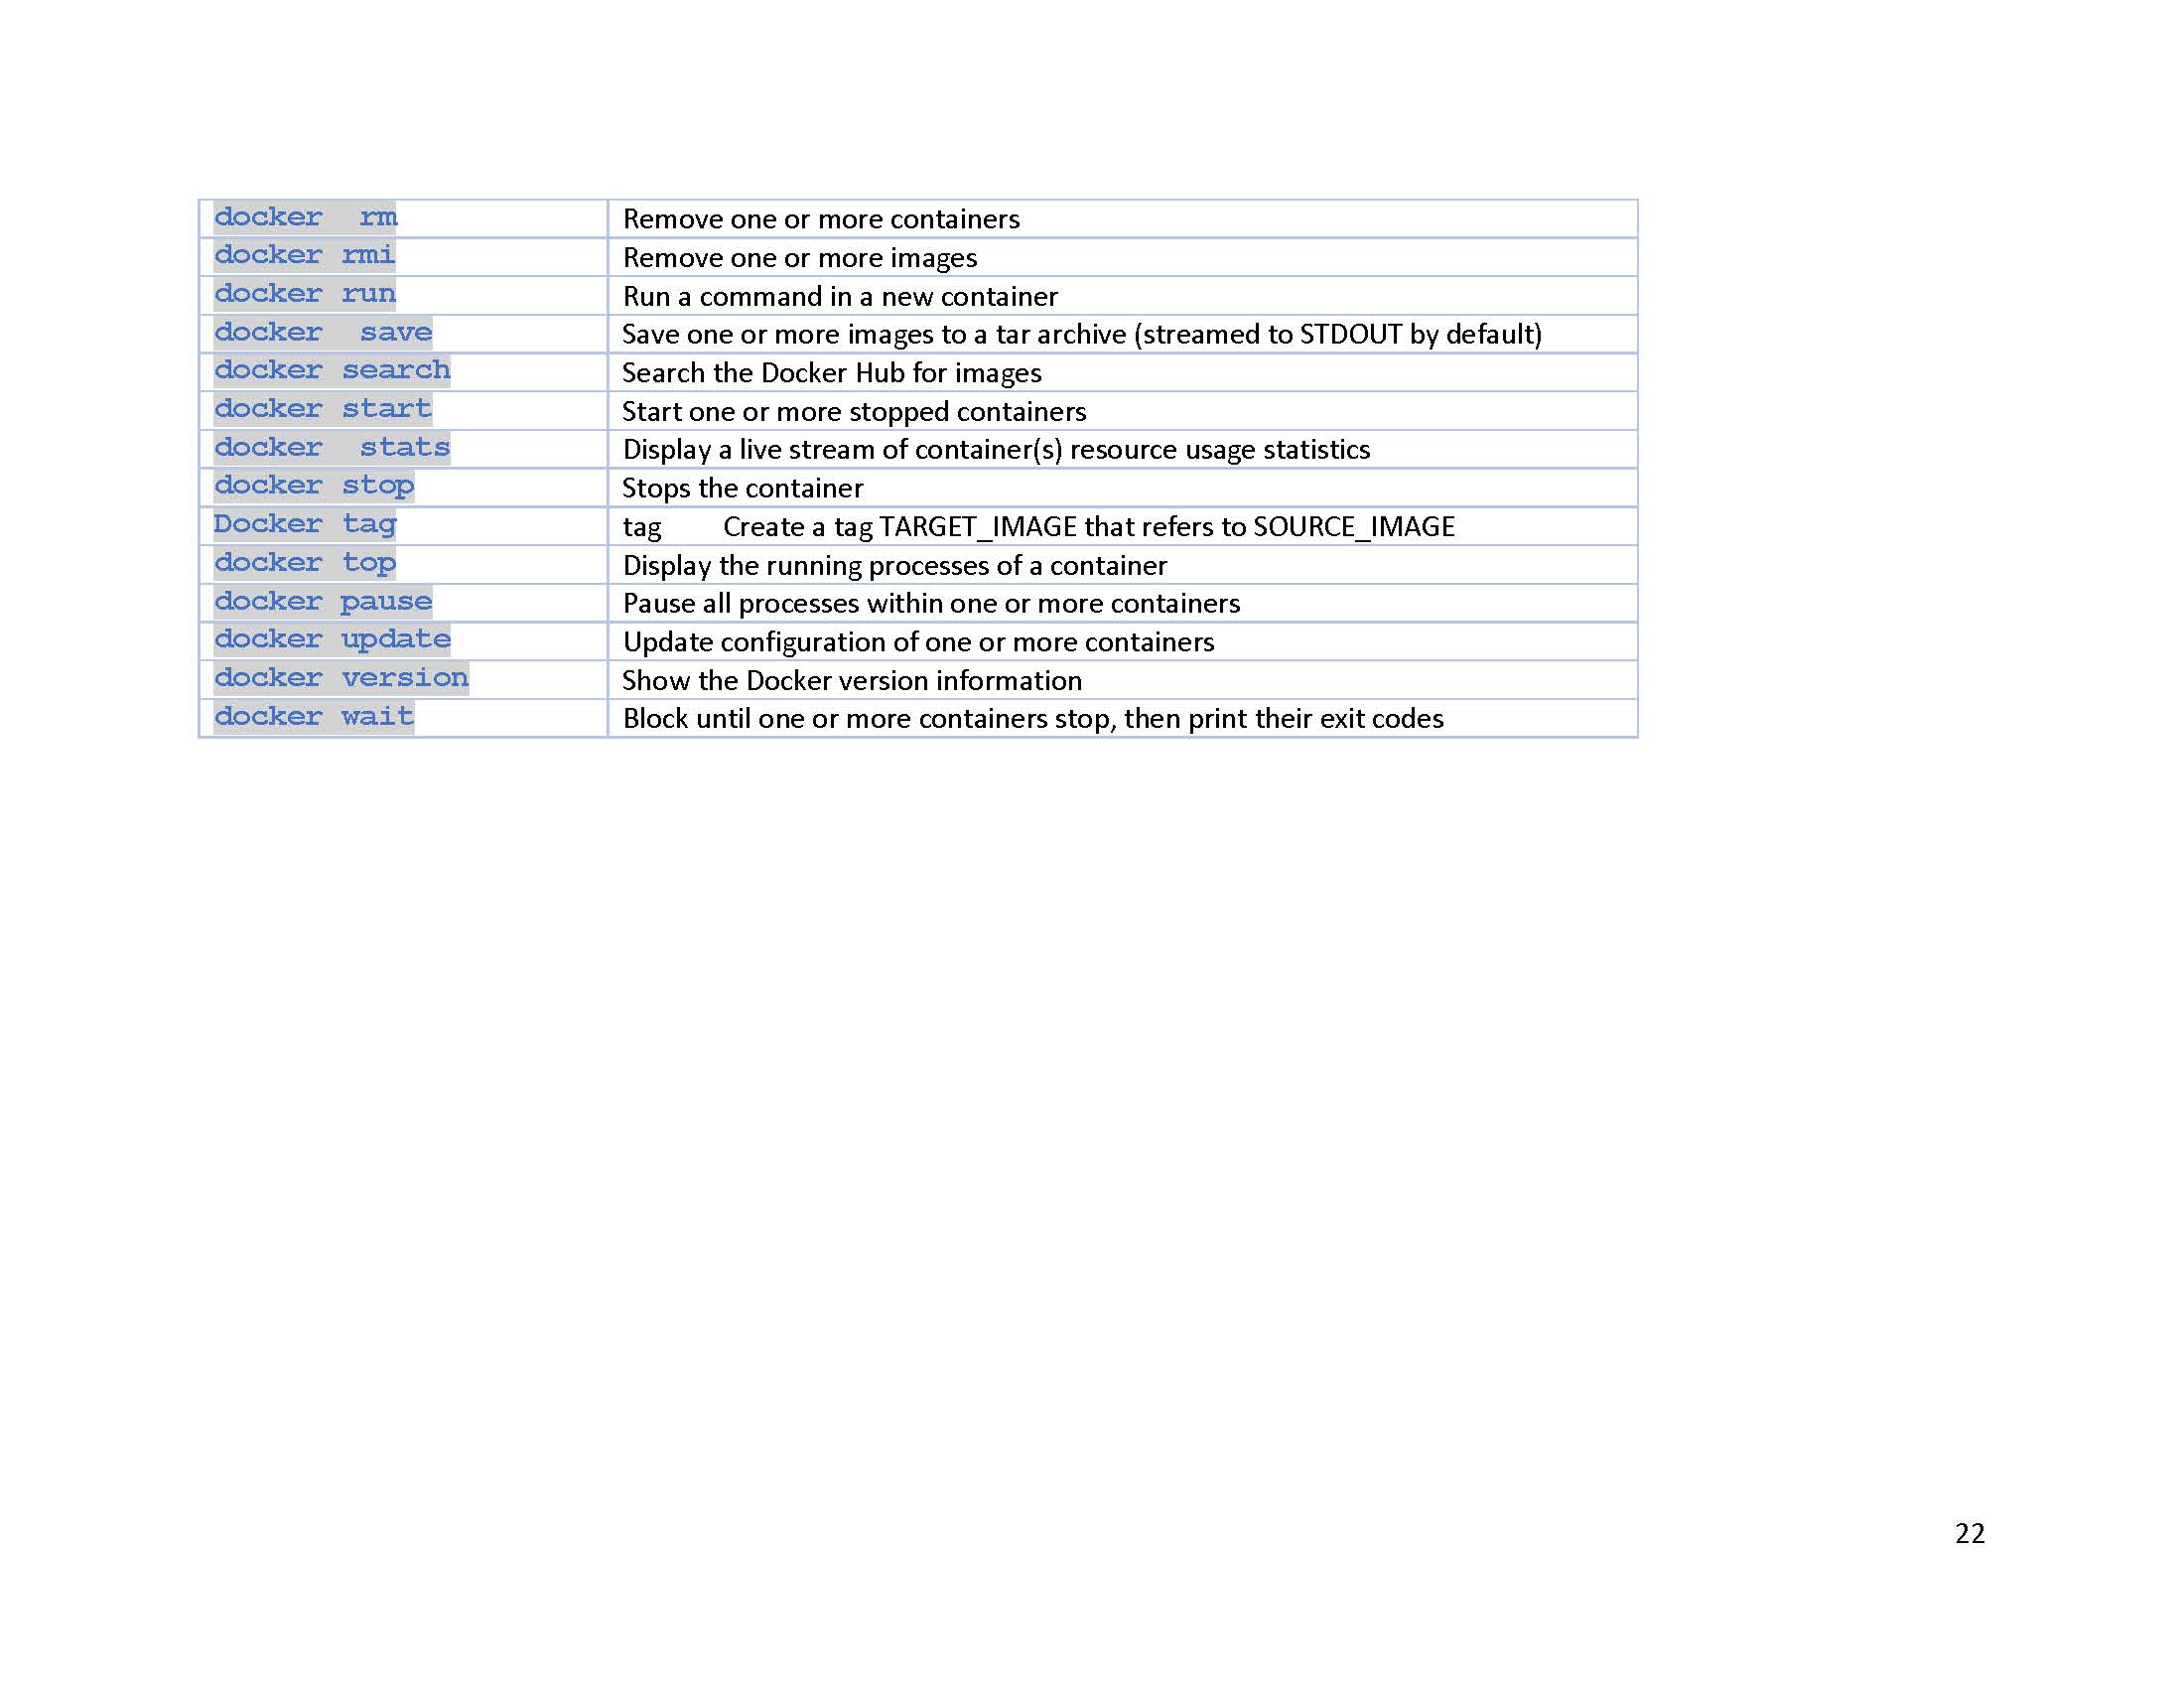 docker  rm Remove one or more containers
docker rmi Remove one or more images
docker run Run a command in a new container
docker  save Save one or more images to a tar archive (streamed to STDOUT by default)
docker search Search the Docker Hub for images
docker start Start one or more stopped containers
docker  stats Display a live stream of container(s) resource usage statistics
docker stop Stops the container
Docker tag tag Create a tag TARGET_IMAGE that refers to SOURCE_IMAGE
docker top Display the running processes of a container
docker pause Pause all processes within one or more containers
docker update Update configuration of one or more containers
docker version Show the Docker version information
docker wait Block until one or more containers stop, then print their exit codes
22